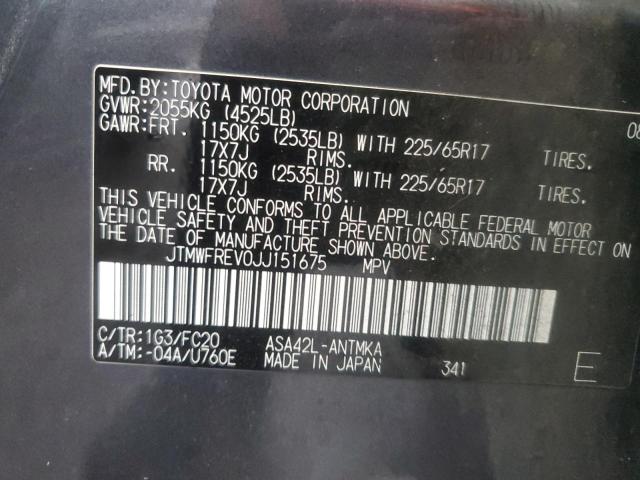 MFD.BY:TOYOTA MOTOR CORPORATION
GVWR:2055KG (4525LB)
GAWR:FRT. 1150KG (2535LB) WITH 225/65R17 TIRES.
17X7J RIMS.
RR. 1150KG (2535LB) WITH 225/65R17 TIRES.
17X7J RIMS.
THIS VEHICLE CONFORMS TO ALL APPLICABLE FEDERAL MOTOR
VEHICLE SAFETY AND THEFT PREVENTION STANDARDS IN EFFECT ON
THE DATE OF MANUFACTURE SHOWN ABOVE.
JTMWFREV0JJ151675 MPV
C/TR:1G3/FC20 ASA42L-ANTMKA
A/TM:-04A/U760E MADE IN JAPAN 341 E